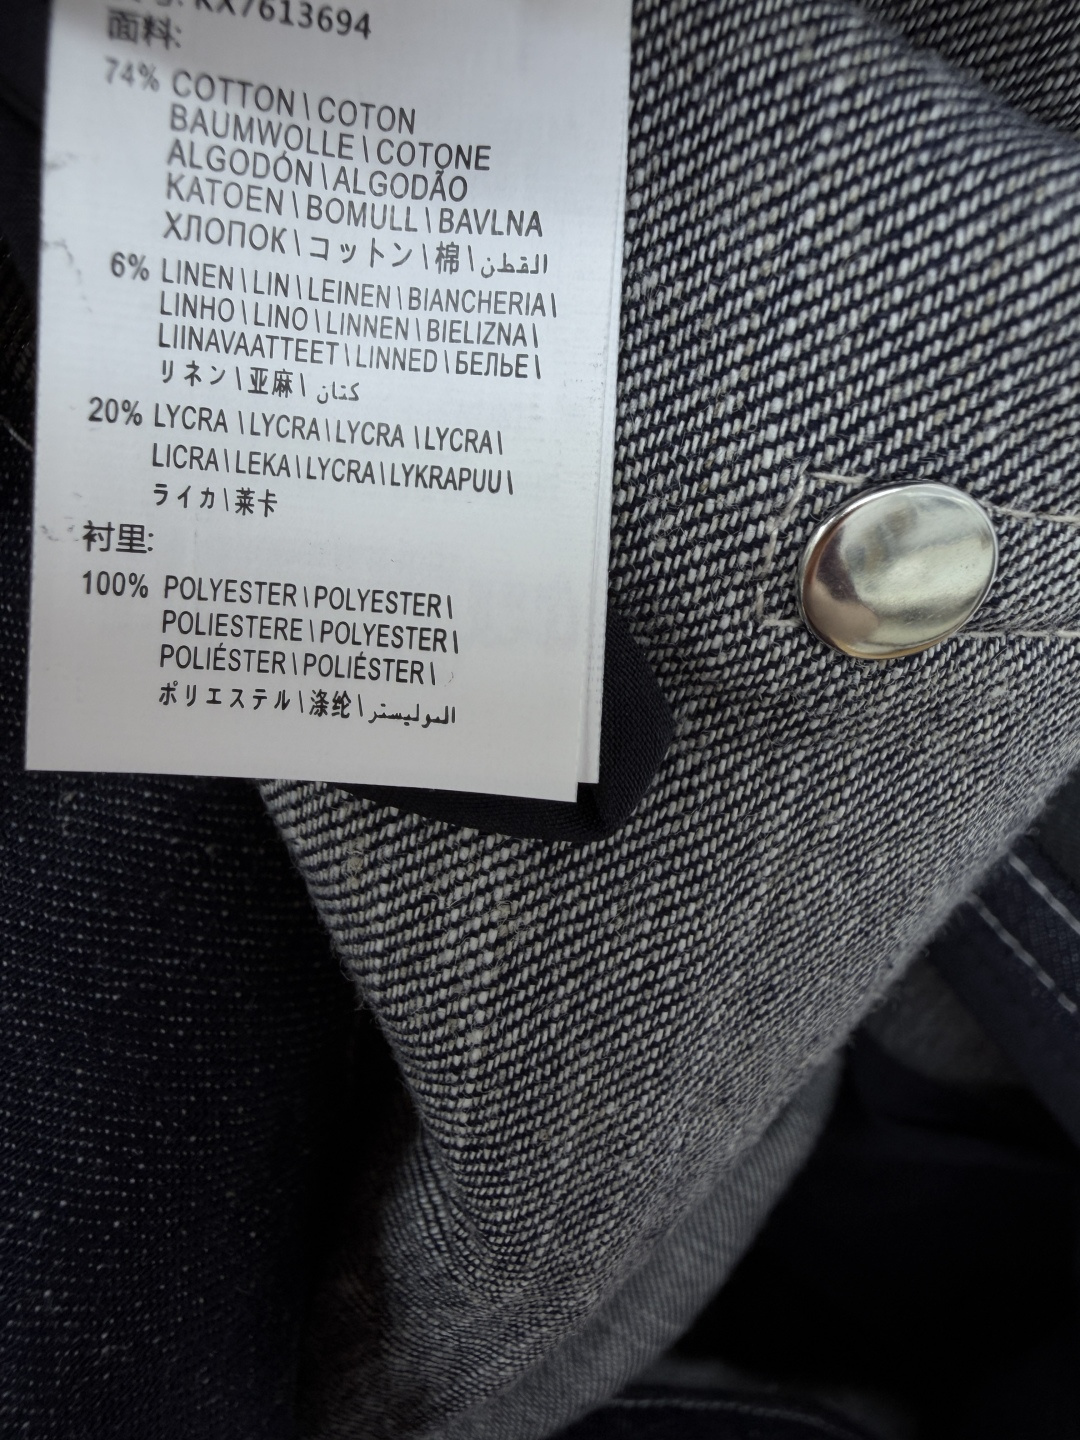 KX7613694
面料:
74% COTTON \ COTON
BAUMWOLLE \ COTONE
ALGODÓN \ ALGODÃO
KATOEN \ BOMULL \ BAVLNA
ХЛОПОК \ コットン \ 棉 \ القطن
6% LINEN \ LIN \ LEINEN \ BIANCHERIA \
LINHO \ LINO \ LINNEN \ BIELIZNA \
LIINAVAATTEET \ LINNED \ БЕЛЬЕ \
リネン \ 亚麻 \ كتان
20% LYCRA \ LYCRA \ LYCRA \ LYCRA \
LICRA \ LEKA \ LYCRA \ LYKRAPUU \
ライカ \ 莱卡
衬里:
100% POLYESTER \ POLYESTER \
POLIESTERE \ POLYESTER \
POLIÉSTER \ POLIÉSTER \
ポリエステル \ 涤纶 \ الموليستر